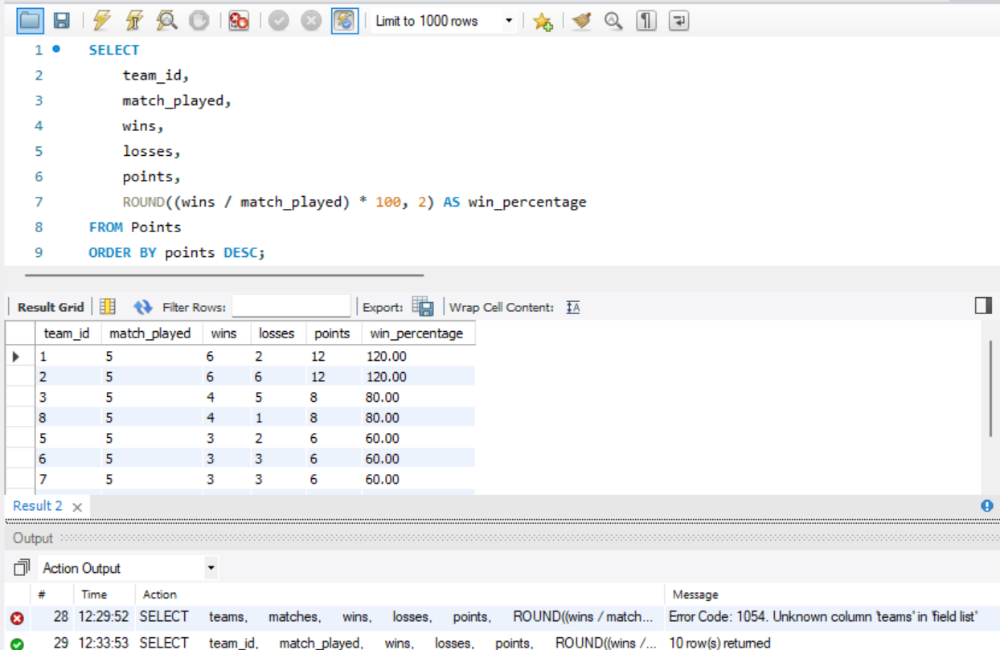 Limit to 1000 rows
1 SELECT
2 team_id,
3 match_played,
4 wins,
5 losses,
6 points,
7 ROUND((wins / match_played) * 100, 2) AS win_percentage
8 FROM Points
9 ORDER BY points DESC;
Result Grid Filter Rows: Export: Wrap Cell Content: IA
team_id match_played wins losses points win_percentage
1 5 6 2 12 120.00
2 5 6 6 12 120.00
3 5 4 5 8 80.00
8 5 4 1 8 80.00
5 5 3 2 6 60.00
6 5 3 3 6 60.00
7 5 3 3 6 60.00
Result 2
Output
Action Output
# Time Action Message
28 12:29:52 SELECT teams, matches, wins, losses, points, ROUND((wins / match... Error Code: 1054. Unknown column 'teams' in 'field list'
29 12:33:53 SELECT team_id, match_played, wins, losses, points, ROUND((wins /... 10 row(s) returned